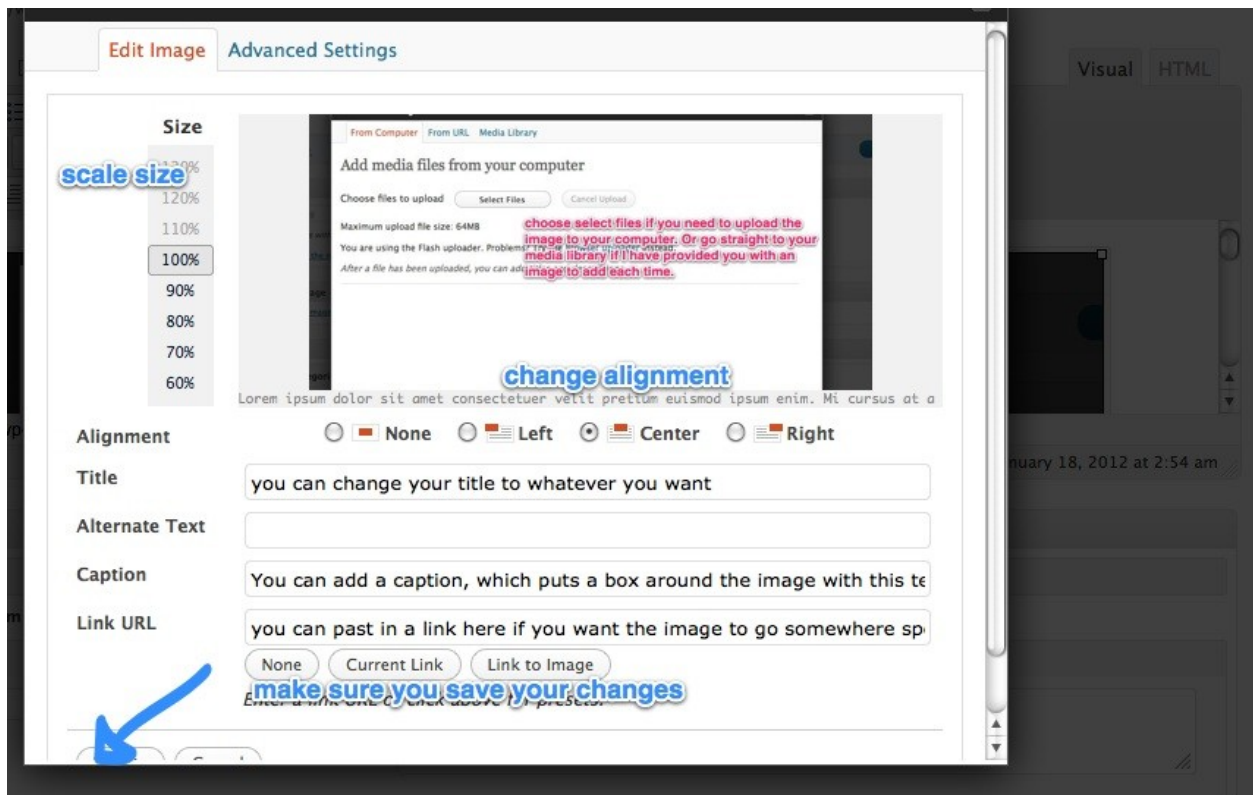 Edit Image Advanced Settings
Visual HTML
Size
scale size
120%
110%
100%
90%
80%
70%
60%
From Computer From URL Media Library
Add media files from your computer
Choose files to upload Select Files Cancel Upload
Maximum upload file size: 64MB
You are using the Flash uploader. Problems?
After a file has been uploaded, you can
choose select files if you need to upload the
image to your computer. Or go straight to your
media library if I have provided you with an
image to add each time.
change alignment
Lorem ipsum dolor sit amet consectetuer velit pretium euismod ipsum enim. Mi cursus at a
Alignment None Left Center Right
Title you can change your title to whatever you want
Alternate Text
Caption You can add a caption, which puts a box around the image with this te
Link URL you can past in a link here if you want the image to go somewhere
None Current Link Link to Image
make sure you save your changes
18, 2012 at 2:54 am